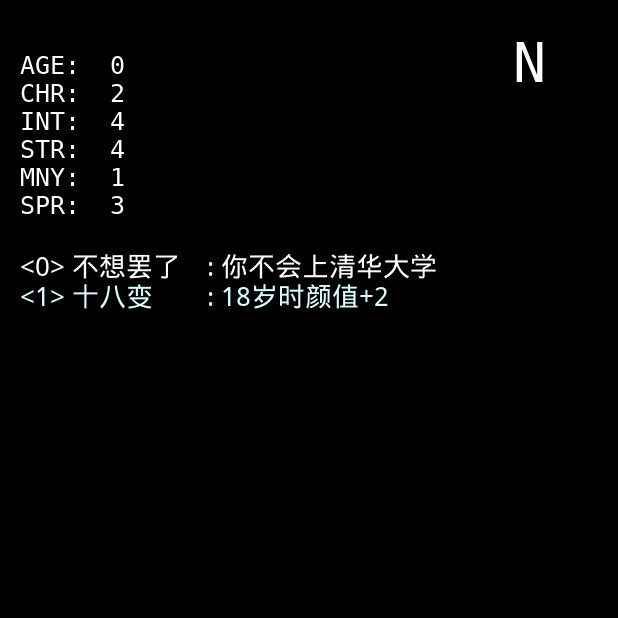 N
AGE: 0
CHR: 2
INT: 4
STR: 4
MNY: 1
SPR: 3
<0> 不想罢了 : 你不会上清华大学
<1> 十八变 : 18岁时颜值+2